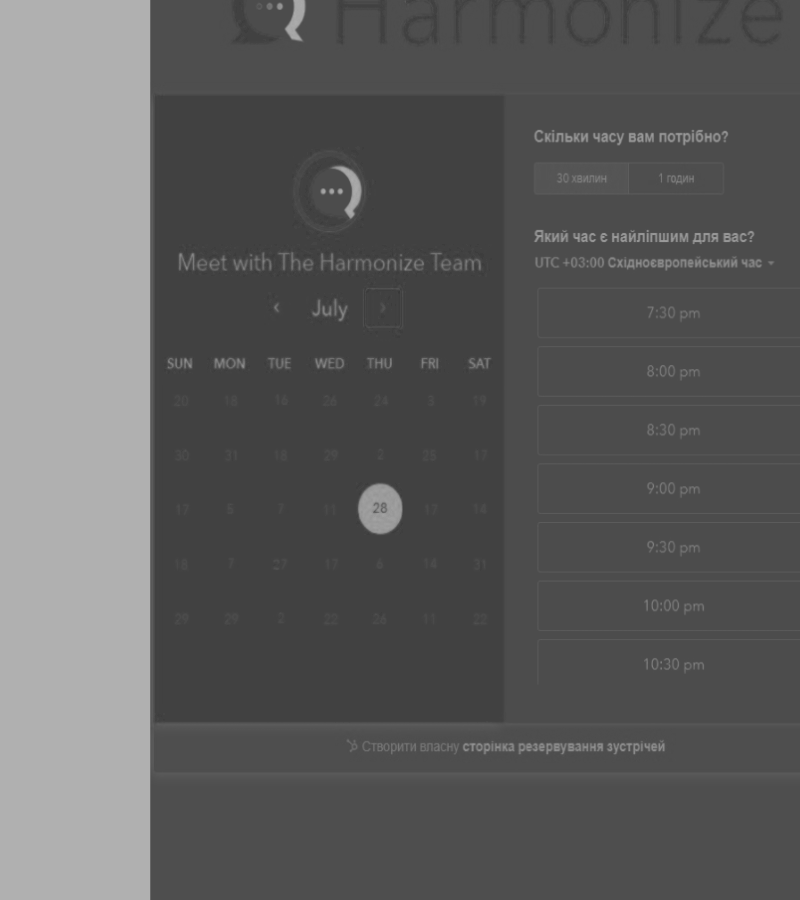 Harmonize
Meet with The Harmonize Team
July
SUN MON TUE WED THU FRI SAT
20 18 16 26 24 3 19
30 31 18 29 2 25 17
17 8 7 11 28 17 14
18 7 27 17 6 14 31
29 29 2 22 26 11 22
Скільки часу вам потрібно?
30 хвилин 1 годин
Який час є найліпшим для вас?
UTC +03:00 Східноєвропейський час
7:30 pm
8:00 pm
8:30 pm
9:00 pm
9:30 pm
10:00 pm
10:30 pm
Створити власну сторінка резервування зустрічей